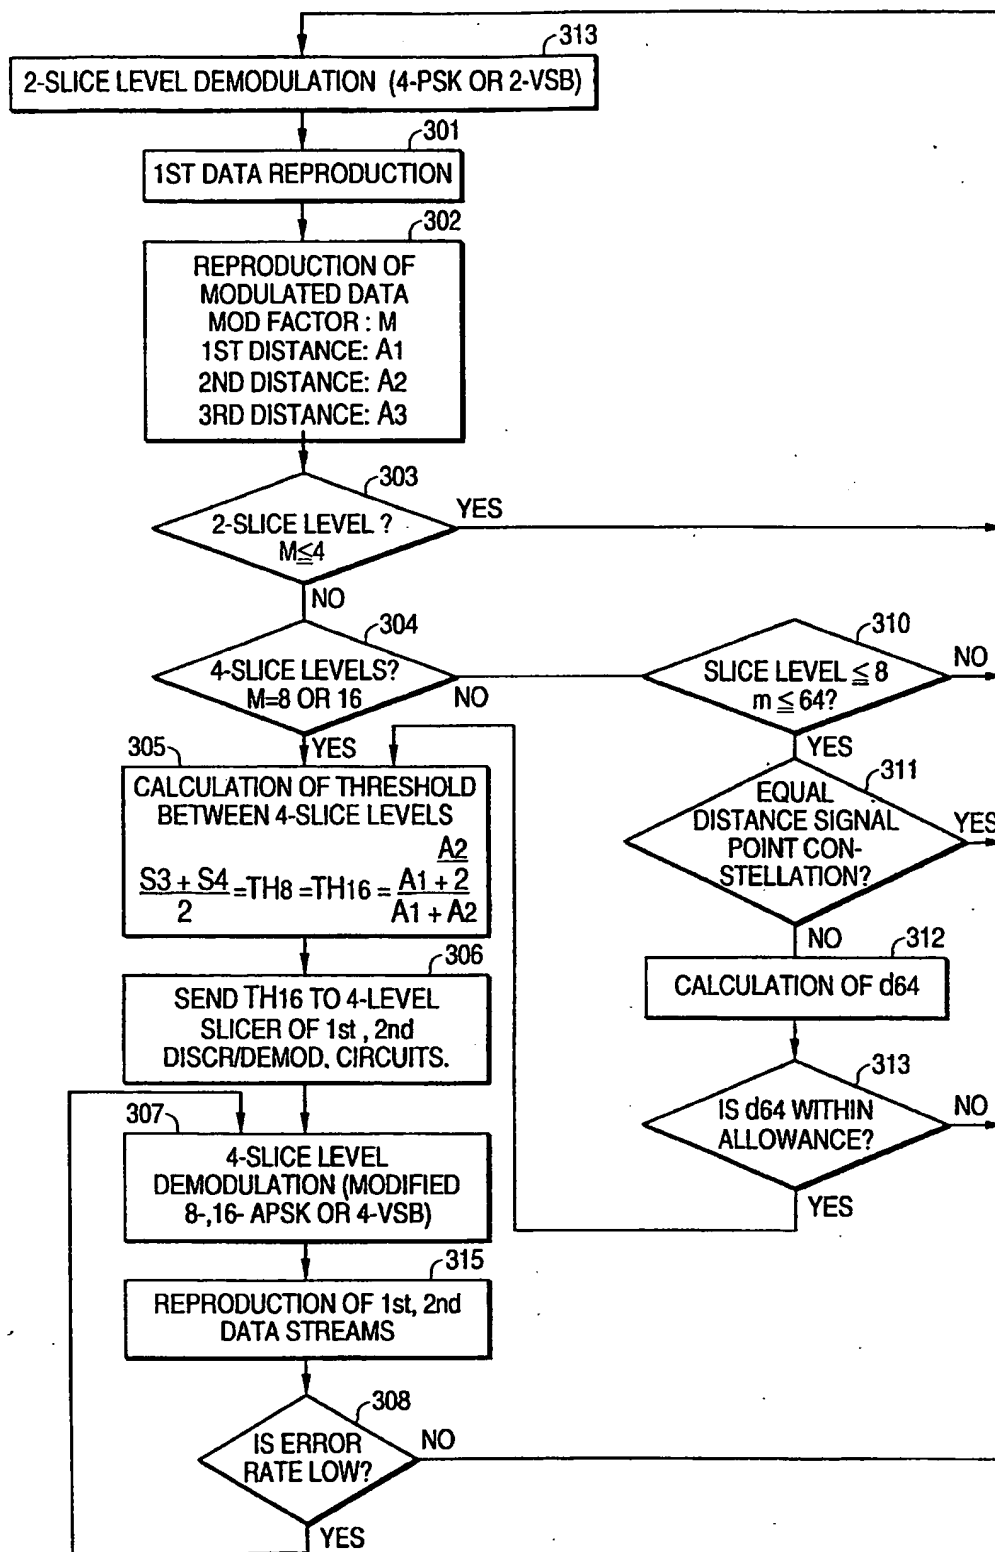 313
2-SLICE LEVEL DEMODULATION (4-PSK OR 2-VSB)
301
1ST DATA REPRODUCTION
302
REPRODUCTION OF
MODULATED DATA
MOD FACTOR : M
1ST DISTANCE: A1
2ND DISTANCE: A2
3RD DISTANCE: A3
303
2-SLICE LEVEL ?
M≦4
YES
NO
304
4-SLICE LEVELS?
M=8 OR 16
NO
YES
310
SLICE LEVEL ≦ 8
m ≦ 64?
NO
YES
305
CALCULATION OF THRESHOLD
BETWEEN 4-SLICE LEVELS
S3 + S4 / 2 =TH8 =TH16 = A1 + A2/2 / A1 + A2
311
EQUAL
DISTANCE SIGNAL
POINT CON-
STELLATION?
YES
NO
312
CALCULATION OF d64
306
SEND TH16 TO 4-LEVEL
SLICER OF 1st , 2nd
DISCR/DEMOD. CIRCUITS.
313
IS d64 WITHIN
ALLOWANCE?
NO
YES
307
4-SLICE LEVEL
DEMODULATION (MODIFIED
8-,16- APSK OR 4-VSB)
315
REPRODUCTION OF 1st, 2nd
DATA STREAMS
308
IS ERROR
RATE LOW?
NO
YES